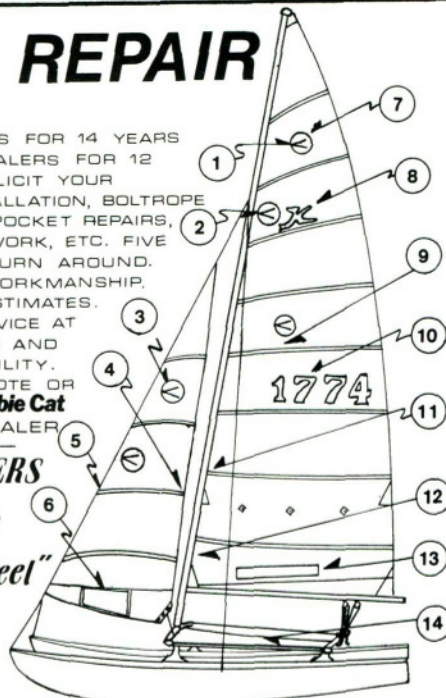 REPAIR
S FOR 14 YEARS
ALERS FOR 12
LICIT YOUR
ALLATION, BOLTROPE
POCKET REPAIRS,
WORK, ETC. FIVE
URN AROUND.
ORKMANSHIP.
STIMATES.
VICE AT
AND
ILITY.
OTE OR
bie Cat
ALER
ERS
eel"
1
2
3
4
5
6
7
8
9
10
1774
11
12
13
14